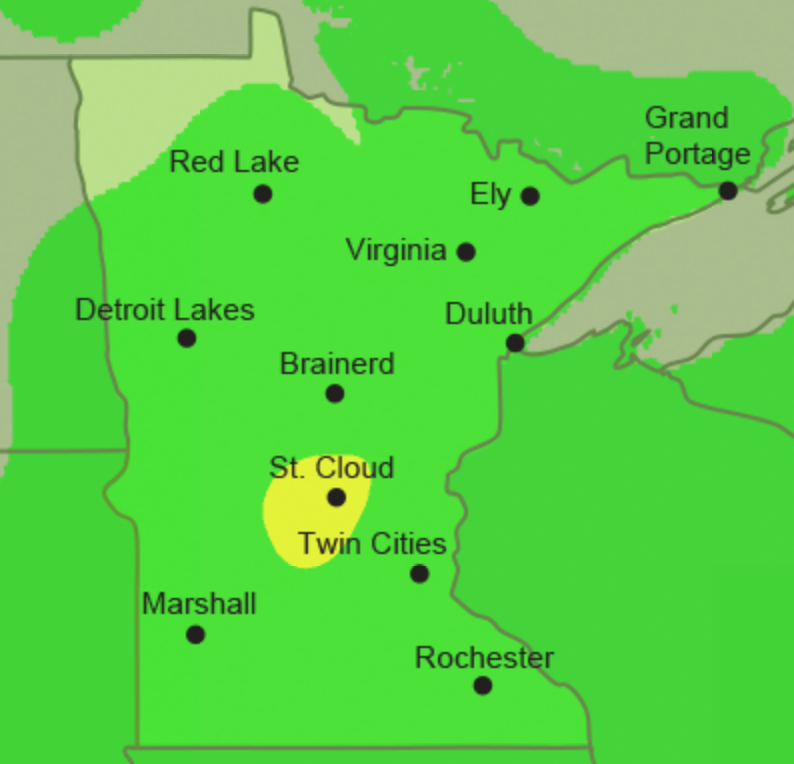 Grand
Portage
Red Lake
Ely
Virginia
Detroit Lakes
Duluth
Brainerd
St. Cloud
Twin Cities
Marshall
Rochester